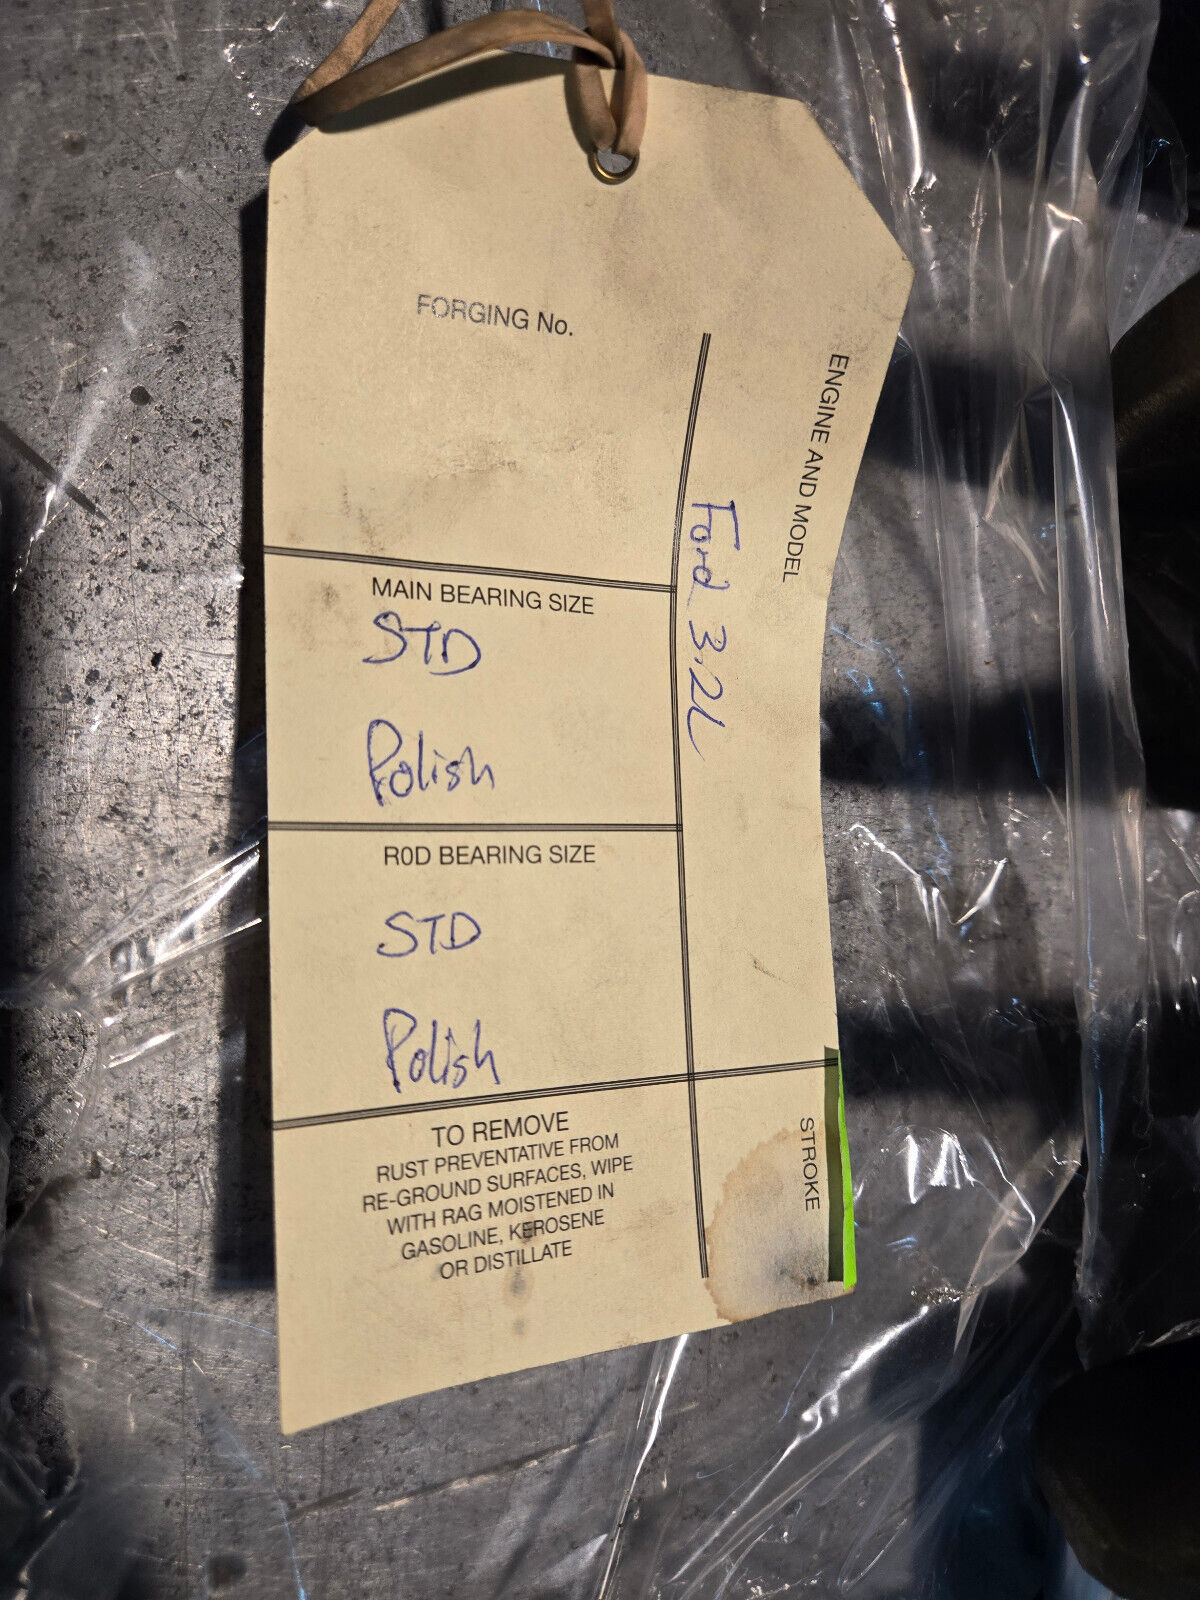 FORGING No.
ENGINE AND MODEL
Ford 3.2L
MAIN BEARING SIZE
STD
Polish
R0D BEARING SIZE
STD
Polish
STROKE
TO REMOVE
RUST PREVENTATIVE FROM
RE-GROUND SURFACES, WIPE
WITH RAG MOISTENED IN
GASOLINE, KEROSENE
OR DISTILLATE